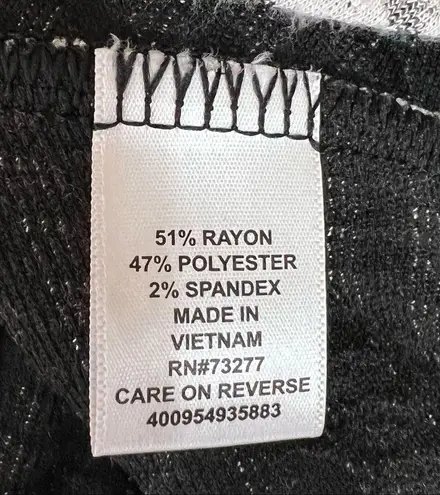 51% RAYON
47% POLYESTER
2% SPANDEX
MADE IN
VIETNAM
RN#73277
CARE ON REVERSE
400954935883